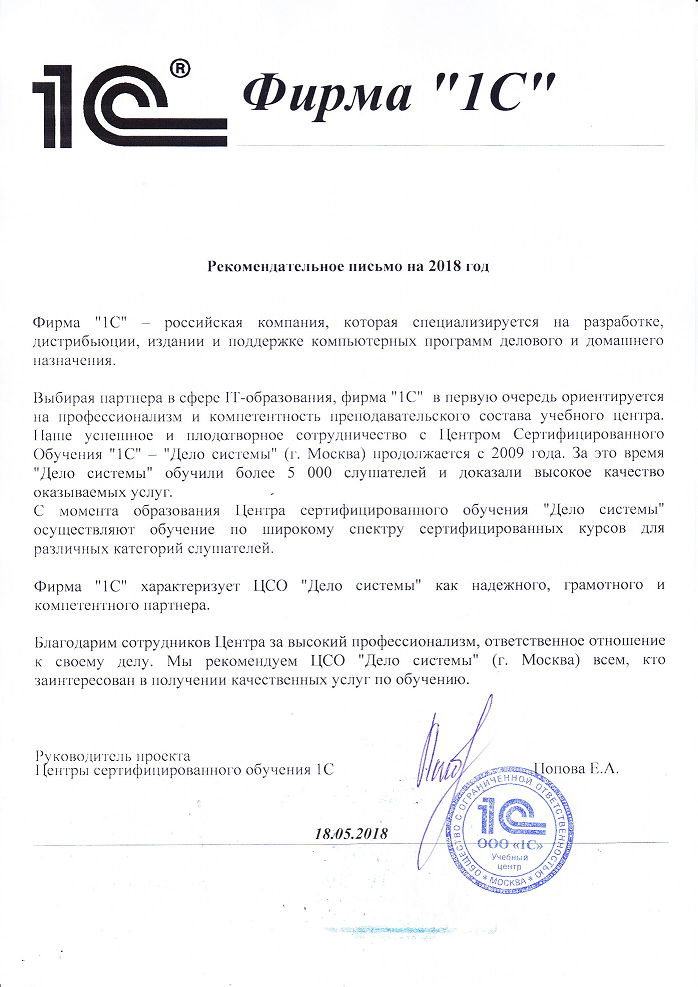 1С®
Фирма "1С"
Рекомендательное письмо на 2018 год
Фирма "1С" – российская компания, которая специализируется на разработке,
дистрибьюции, издании и поддержке компьютерных программ делового и домашнего
назначения.
Выбирая партнера в сфере IT-образования, фирма "1С" в первую очередь ориентируется
на профессионализм и компетентность преподавательского состава учебного центра.
Наше успешное и плодотворное сотрудничество с Центром Сертифицированного
Обучения "1С" – "Дело системы" (г. Москва) продолжается с 2009 года. За это время
"Дело системы" обучили более 5 000 слушателей и доказали высокое качество
оказываемых услуг.
С момента образования Центра сертифицированного обучения "Дело системы"
осуществляют обучение по широкому спектру сертифицированных курсов для
различных категорий слушателей.
Фирма "1С" характеризует ЦСО "Дело системы" как надежного, грамотного и
компетентного партнера.
Благодарим сотрудников Центра за высокий профессионализм, ответственное отношение
к своему делу. Мы рекомендуем ЦСО "Дело системы" (г. Москва) всем, кто
заинтересован в получении качественных услуг по обучению.
Руководитель проекта
Центры сертифицированного обучения 1С
Попова Е.А.
18.05.2018
ОБЩЕСТВО С ОГРАНИЧЕННОЙ ОТВЕТСТВЕННОСТЬЮ
1С
ООО «1С»
Учебный
центр
* МОСКВА *